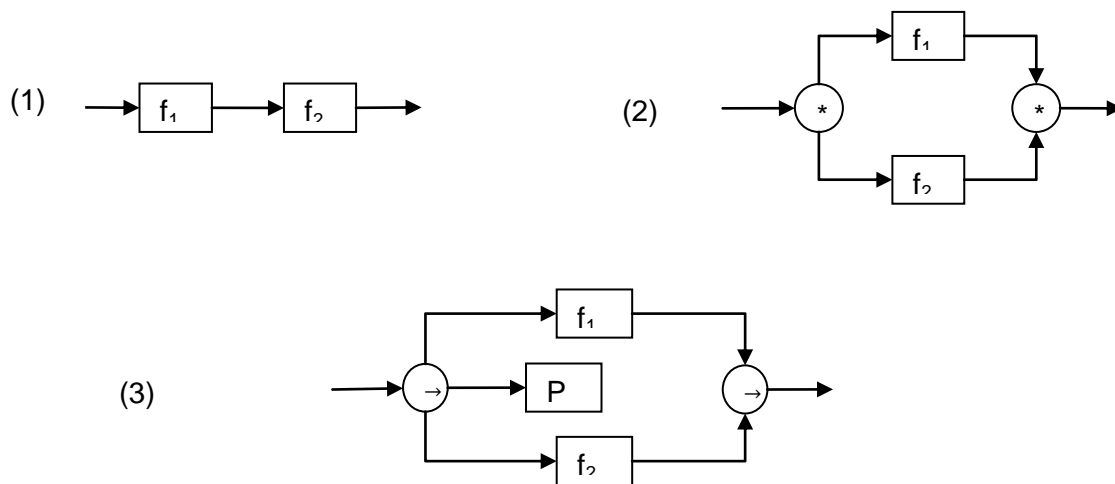 (1) f₁ f₂
(2) * f₁ f₂ *
(3) → f₁ P f₂ →